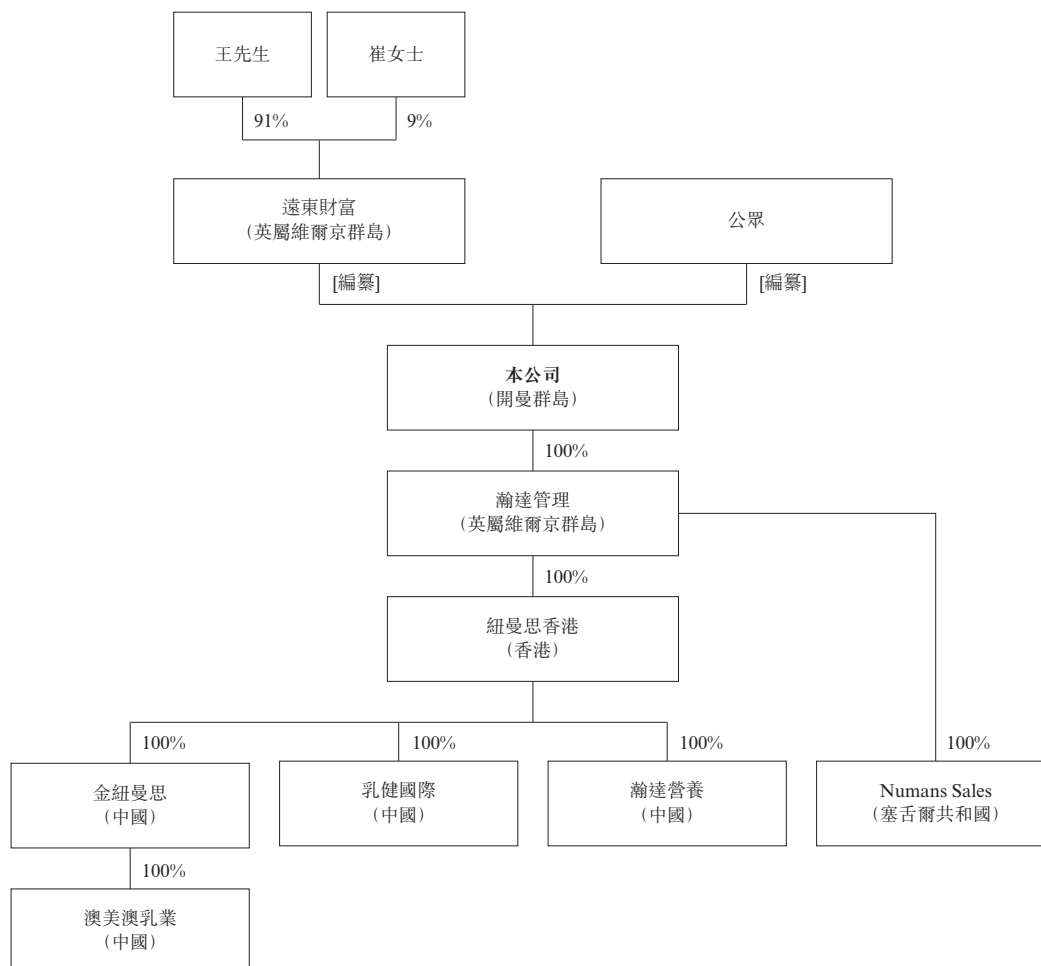 王先生
崔女士
91%
9%
遠東財富
（英屬維爾京群島）
公眾
[編纂]
[編纂]
本公司
（開曼群島）
100%
瀚達管理
（英屬維爾京群島）
100%
紐曼思香港
（香港）
100%
100%
100%
100%
金紐曼思
（中國）
乳健國際
（中國）
瀚達營養
（中國）
Numans Sales
（塞舌爾共和國）
100%
澳美澳乳業
（中國）